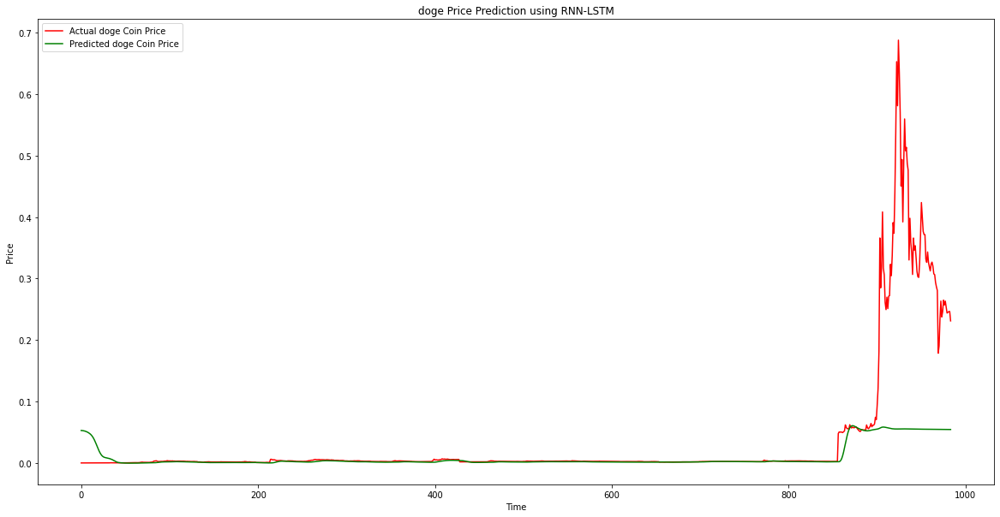 doge Price Prediction using RNN-LSTM
Actual doge Coin Price
Predicted doge Coin Price
0.7
0.6
0.5
0.4
0.3
0.2
0.1
0.0
Price
0 200 400 600 800 1000
Time